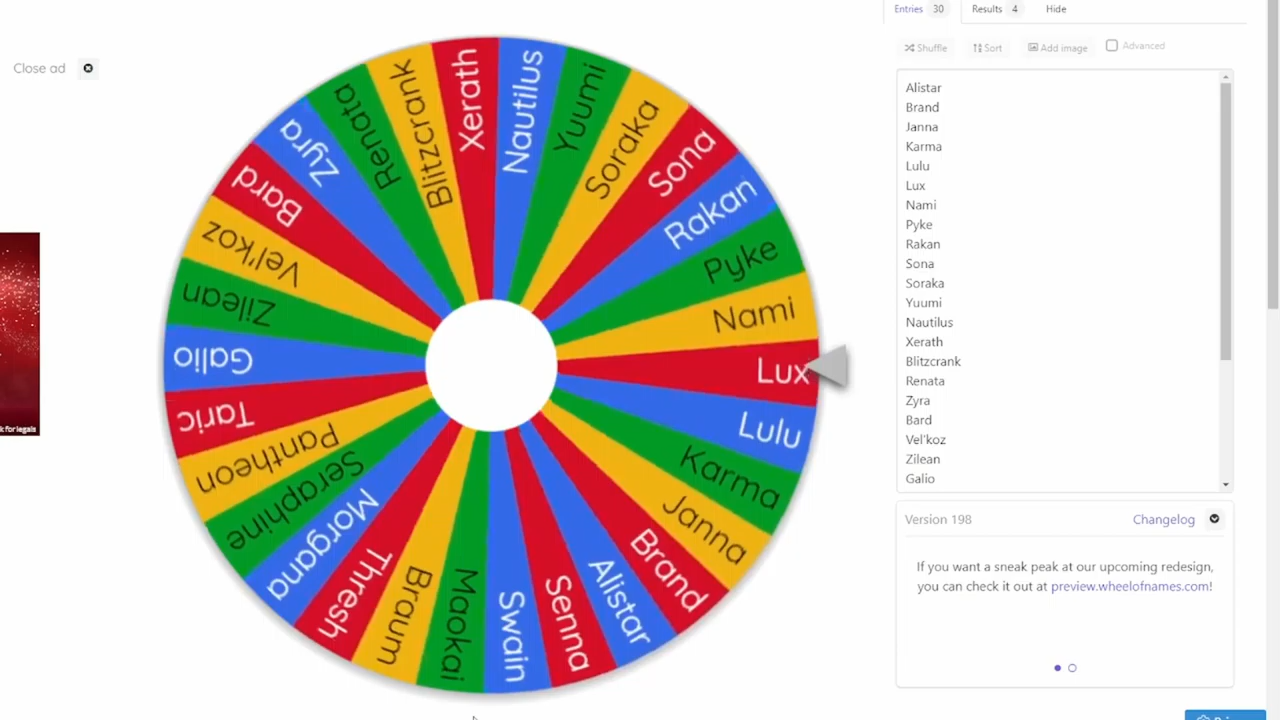 Entries 30 Results 4 Hide
Close ad
Shuffle Sort Add image Advanced
Alistar
Brand
Janna
Karma
Lulu
Lux
Nami
Pyke
Rakan
Sona
Soraka
Yuumi
Nautilus
Xerath
Blitzcrank
Renata
Zyra
Bard
Vel'koz
Zilean
Galio
Version 198 Changelog
If you want a sneak peak at our upcoming redesign,
you can check it out at preview.wheelofnames.com!
Nautilus
Yuumi
Soraka
Sona
Rakan
Pyke
Nami
Lux
Lulu
Karma
Janna
Brand
Alistar
Senna
Swain
Maokai
Braum
Thresh
Morgana
Seraphine
Pantheon
Taric
Galio
Zilean
Vel'koz
Bard
Zyra
Renata
Blitzcrank
Xerath
k for legals